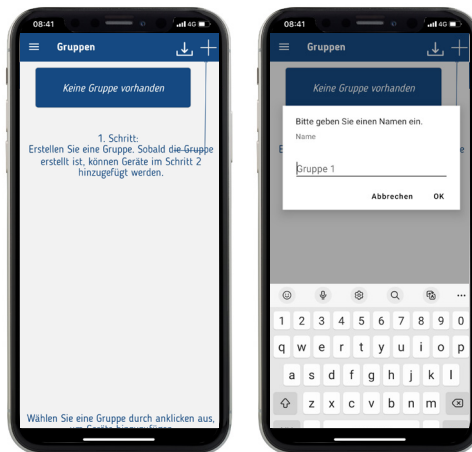 08:41
4G
Gruppen
Keine Gruppe vorhanden
1. Schritt:
Erstellen Sie eine Gruppe. Sobald die Gruppe
erstellt ist, können Geräte im Schritt 2
hinzugefügt werden.
Wählen Sie eine Gruppe durch anklicken aus,
um Geräte hinzuzufügen
08:41
4G
Gruppen
Keine Gruppe vorhanden
Bitte geben Sie einen Namen ein.
Name
Gruppe 1
Abbrechen OK
1 2 3 4 5 6 7 8 9 0
q w e r t y u i o p
a s d f g h j k l
z x c v b n m